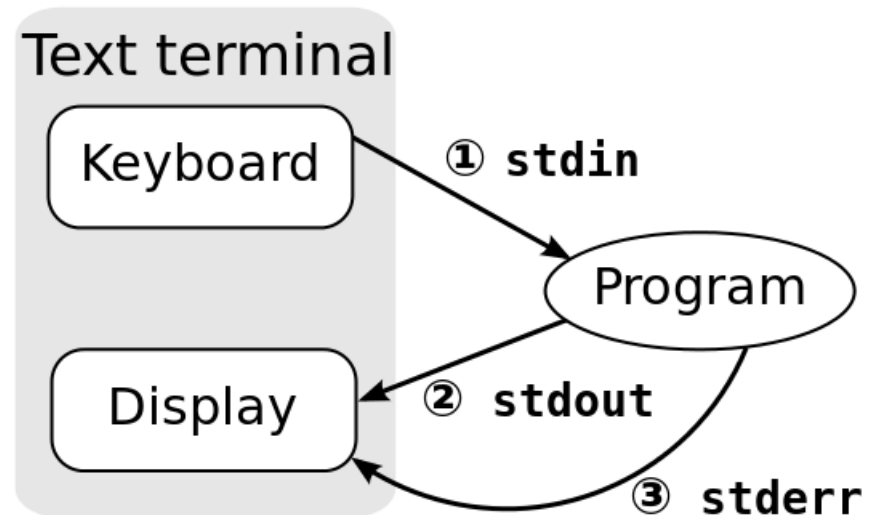 Text terminal
Keyboard
① stdin
Program
Display
② stdout
③ stderr